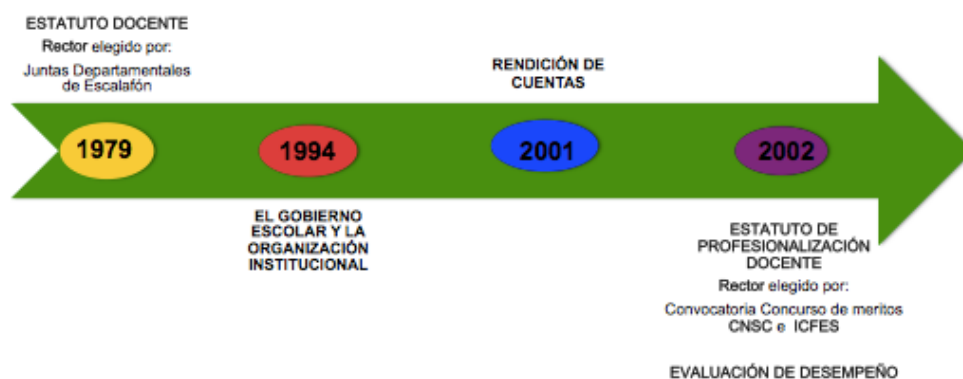 ESTATUTO DOCENTE
Rector elegido por:
Juntas Departamentales
de Escalafón
1979
1994
EL GOBIERNO
ESCOLAR Y LA
ORGANIZACIÓN
INSTITUCIONAL
RENDICIÓN DE
CUENTAS
2001
2002
ESTATUTO DE
PROFESIONALIZACIÓN
DOCENTE
Rector elegido por:
Convocatoria Concurso de meritos
CNSC e ICFES
EVALUACIÓN DE DESEMPEÑO